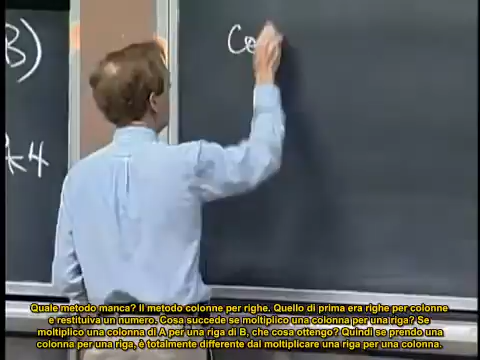 B)
k4
Co
Quale metodo manca? Il metodo colonne per righe. Quello di prima era righe per colonne
e restituiva un numero. Cosa succede se moltiplico una colonna per una riga? Se
moltiplico una colonna di A per una riga di B, che cosa ottengo? Quindi se prendo una
colonna per una riga, è totalmente differente dal moltiplicare una riga per una colonna.